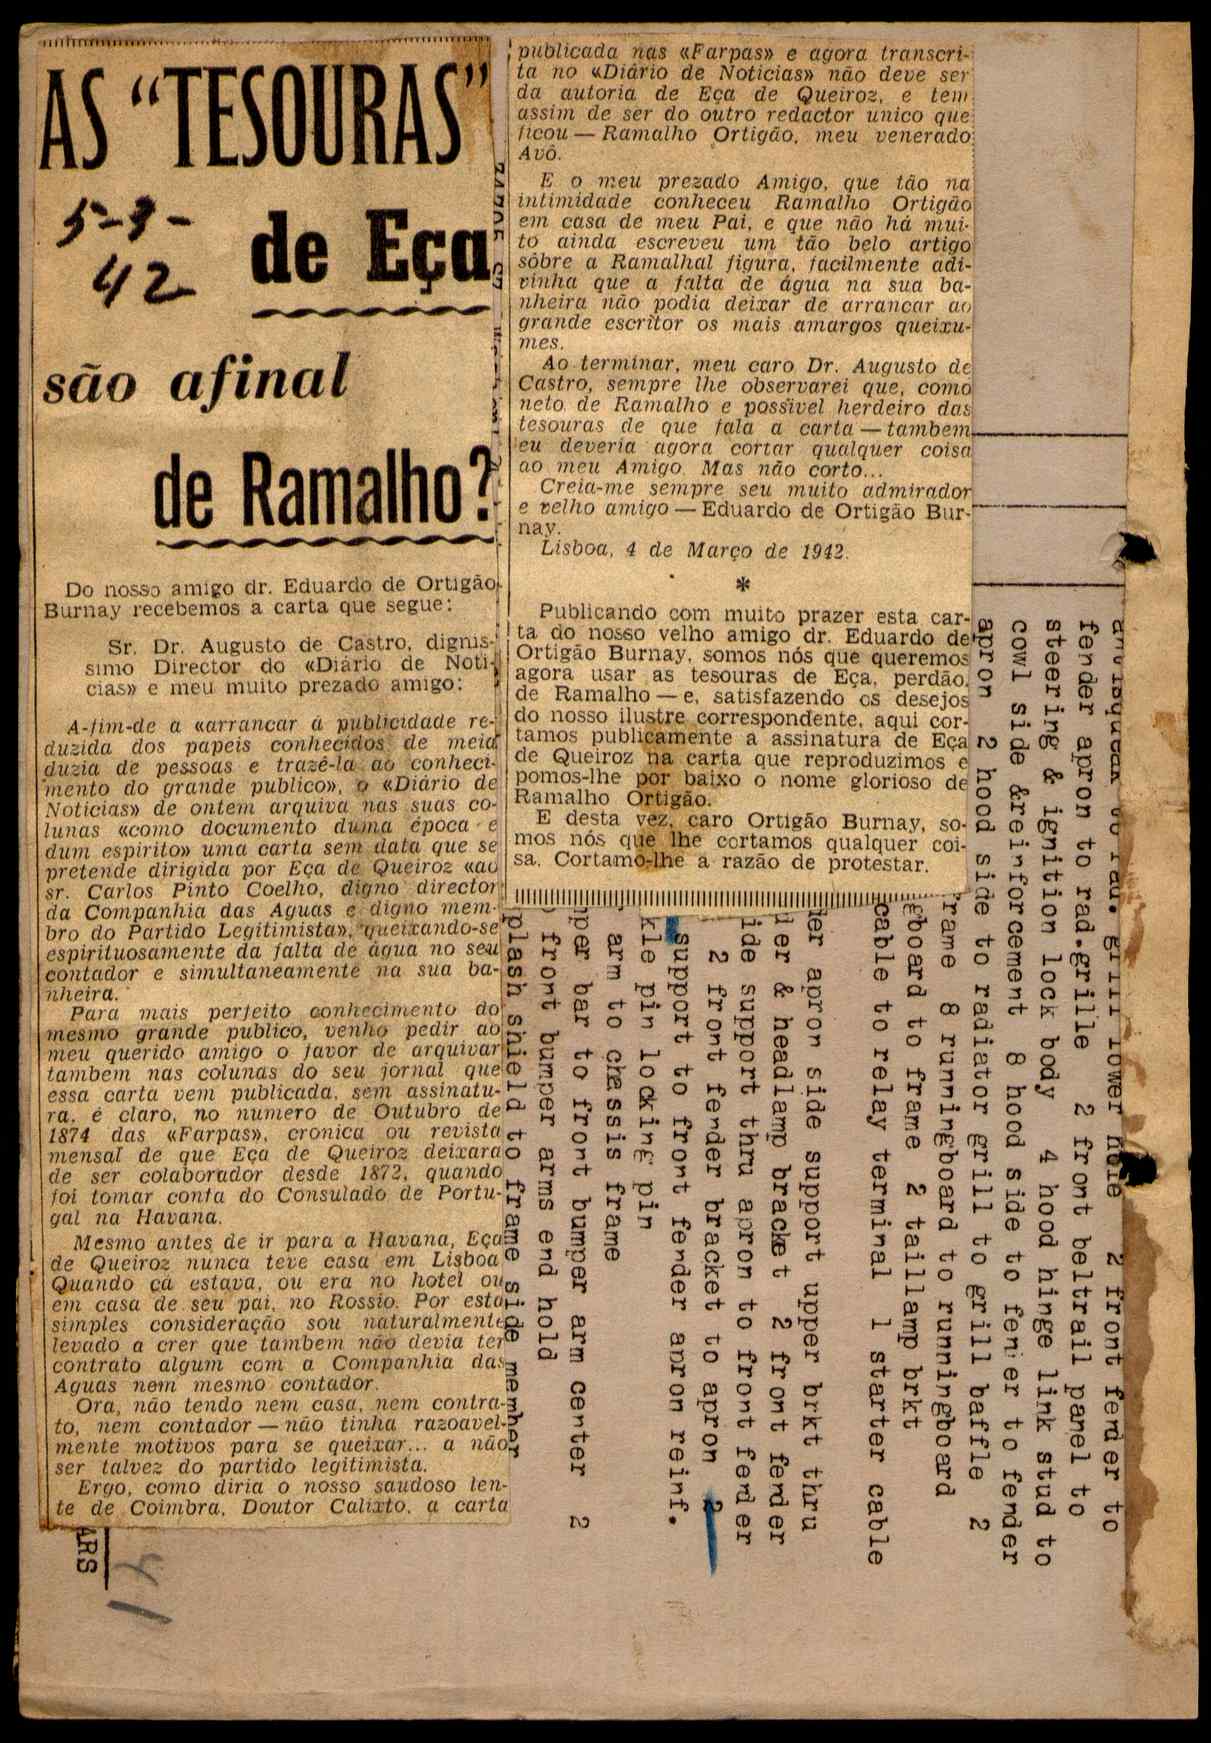 AS “TESOURAS”
5-3-
42
de Eça
são afinal
de Ramalho?
Do nosso amigo dr. Eduardo de Ortigão
Burnay recebemos a carta que segue:
Sr. Dr. Augusto de Castro, dignis-
simo Director do «Diário de Noti-
cias» e meu muito prezado amigo:
A-fim-de a «arrancar à publicidade re-
duzida dos papeis conhecidos de meia
duzia de pessoas e trazê-la ao conheci-
mento do grande publico», o «Diário de
Noticias» de ontem arquiva nas suas co-
lunas «como documento duma época e
dum espirito» uma carta sem data que se
pretende dirigida por Eça de Queiroz «ao
sr. Carlos Pinto Coelho, digno director
da Companhia das Aguas e digno mem-
bro do Partido Legitimista», queixando-se
espirituosamente da falta de água no seu
contador e simultaneamente na sua ba-
nheira.
Para mais perfeito conhecimento do
mesmo grande publico, venho pedir ao
meu querido amigo o favor de arquivar
tambem nas colunas do seu jornal que
essa carta vem publicada, sem assinatu-
ra, é claro, no numero de Outubro de
1874 das «Farpas», cronica ou revista
mensal de que Eça de Queiroz deixara
de ser colaborador desde 1872, quando
foi tomar conta do Consulado de Portu-
gal na Havana.
Mesmo antes de ir para a Havana, Eça
de Queiroz nunca teve casa em Lisboa.
Quando cá estava, ou era no hotel ou
em casa de seu pai, no Rossio. Por esta
simples consideração sou naturalmente
levado a crer que tambem não devia ter
contrato algum com a Companhia das
Aguas nem mesmo contador.
Ora, não tendo nem casa, nem contra-
to, nem contador — não tinha razoavel-
mente motivos para se queixar... a não
ser talvez do partido legitimista.
Ergo, como diria o nosso saudoso len-
te de Coimbra, Doutor Calixto, a carta
publicada nas «Farpas» e agora transcri-
ta no «Diário de Noticias» não deve ser
da autoria de Eça de Queiroz, e tem
assim de ser do outro redactor unico que
ficou — Ramalho Ortigão, meu venerado
Avô.
E o meu prezado Amigo, que tão na
intimidade conheceu Ramalho Ortigão
em casa de meu Pai, e que não há mui-
to ainda escreveu um tão belo artigo
sôbre a Ramalhal figura, facilmente adi-
vinha que a falta de água na sua ba-
nheira não podia deixar de arrancar ao
grande escritor os mais amargos queixu-
mes.
Ao terminar, meu caro Dr. Augusto de
Castro, sempre lhe observarei que, como
neto de Ramalho e possivel herdeiro das
tesouras de que fala a carta — tambem
eu deveria agora cortar qualquer coisa
ao meu Amigo. Mas não corto...
Creia-me sempre seu muito admirador
e velho amigo — Eduardo de Ortigão Bur-
nay.
Lisboa, 4 de Março de 1942.
*
Publicando com muito prazer esta car-
ta do nosso velho amigo dr. Eduardo de
Ortigão Burnay, somos nós que queremos
agora usar as tesouras de Eça, perdão,
de Ramalho — e, satisfazendo os desejos
do nosso ilustre correspondente, aqui cor-
tamos publicamente a assinatura de Eça
de Queiroz na carta que reproduzimos e
pomos-lhe por baixo o nome glorioso de
Ramalho Ortigão.
E desta vez, caro Ortigão Burnay, so-
mos nós que lhe cortamos qualquer coi-
sa. Cortamo-lhe a razão de protestar.
grill lower hole 2 front fender to
fender apron to rad.grille 2 front beltrail panel to
steering & ignition lock body 4 hood hinge link stud to
cowl side &reinforcement 8 hood side to fenier to fender
apron 2 hood side to radiator grill to grill baffle 2
rame 8 runningboard to runningboard
gboard to frame 2 taillamp brkt
cable to relay terminal 1 starter cable
der apron side support upper brkt thru
der & headlamp bracket 2 front fender
ide support thru apron to front fender
2 front fender bracket to apron 2
support to front fender apron reinf.
kle pin locking pin
arm to chassis frame
per bar to front bumper arm center 2
front bumper arms end hold
plash shield to frame side member
ARS
14